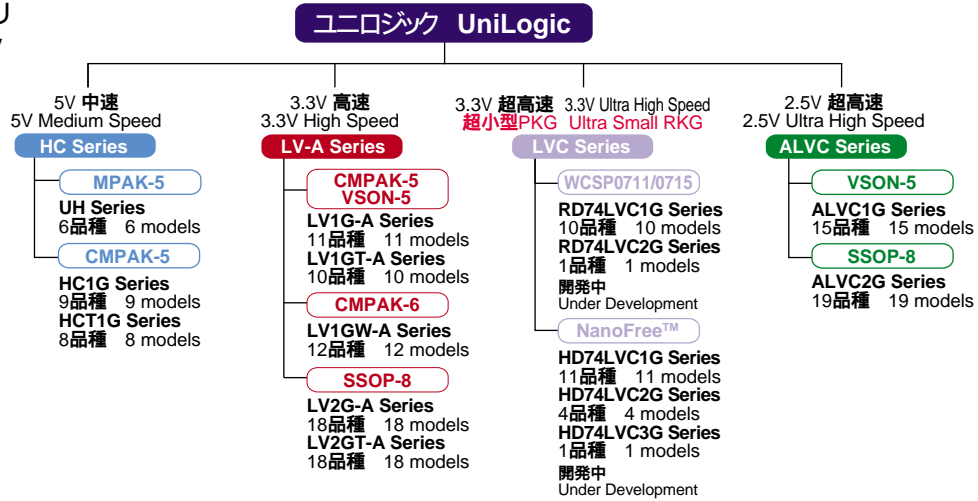 リ
ユニロジック UniLogic
5V 中速
5V Medium Speed
HC Series
MPAK-5
UH Series
6品種 6 models
CMPAK-5
HC1G Series
9品種 9 models
HCT1G Series
8品種 8 models
3.3V 高速
3.3V High Speed
LV-A Series
CMPAK-5
VSON-5
LV1G-A Series
11品種 11 models
LV1GT-A Series
10品種 10 models
CMPAK-6
LV1GW-A Series
12品種 12 models
SSOP-8
LV2G-A Series
18品種 18 models
LV2GT-A Series
18品種 18 models
3.3V 超高速 3.3V Ultra High Speed
超小型PKG Ultra Small RKG
LVC Series
WCSP0711/0715
RD74LVC1G Series
10品種 10 models
RD74LVC2G Series
1品種 1 models
開発中
Under Development
NanoFree™
HD74LVC1G Series
11品種 11 models
HD74LVC2G Series
4品種 4 models
HD74LVC3G Series
1品種 1 models
開発中
Under Development
2.5V 超高速
2.5V Ultra High Speed
ALVC Series
VSON-5
ALVC1G Series
15品種 15 models
SSOP-8
ALVC2G Series
19品種 19 models